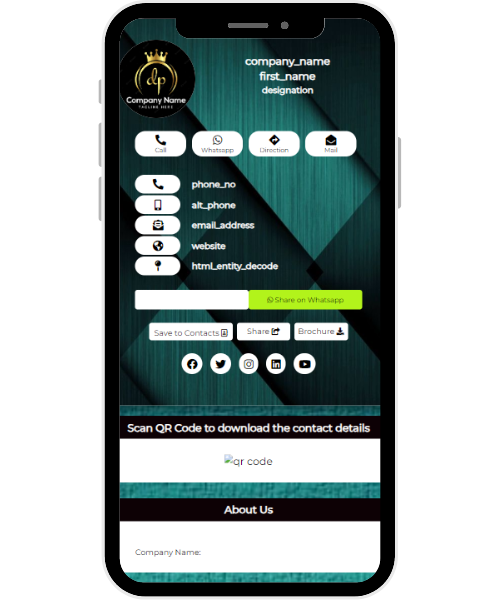 dp
Company Name
TAGLINE HERE
company_name
first_name
designation
Call
Whatsapp
Direction
Mail
phone_no
alt_phone
email_address
website
html_entity_decode
Share on Whatsapp
Save to Contacts
Share
Brochure
Scan QR Code to download the contact details
qr code
About Us
Company Name: